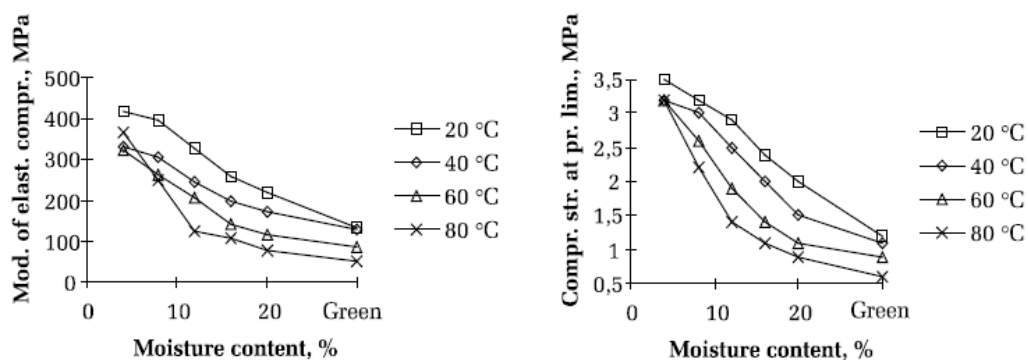 Mod. of elast. compr., MPa
500
400
300
200
100
0
0 10 20 Green
Moisture content, %
20 °C
40 °C
60 °C
80 °C
Compr. str. at pr. lim., MPa
3,5
3
2,5
2
1,5
1
0,5
0 10 20 Green
Moisture content, %
20 °C
40 °C
60 °C
80 °C